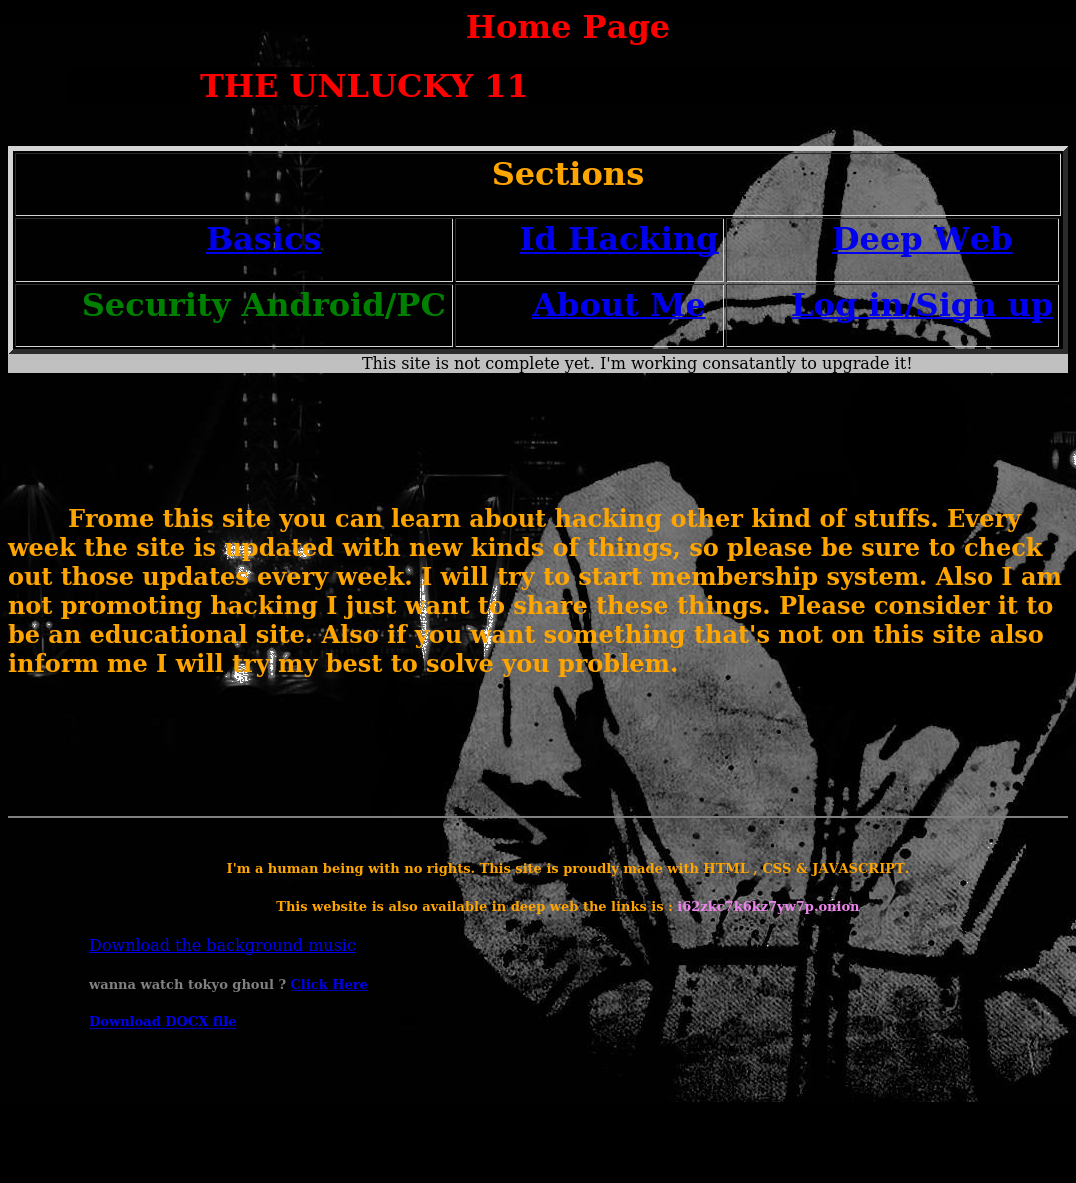 Home Page
THE UNLUCKY 11
Sections
Basics Id Hacking Deep Web
Security Android/PC About Me Log in/Sign up
This site is not complete yet. I'm working consatantly to upgrade it!
Frome this site you can learn about hacking other kind of stuffs. Every
week the site is updated with new kinds of things, so please be sure to check
out those updates every week. I will try to start membership system. Also I am
not promoting hacking I just want to share these things. Please consider it to
be an educational site. Also if you want something that's not on this site also
inform me I will try my best to solve you problem.
I'm a human being with no rights. This site is proudly made with HTML , CSS & JAVASCRIPT.
This website is also available in deep web the links is : i62zkc7k6kz7yw7p.onion
Download the background music
wanna watch tokyo ghoul ? Click Here
Download DOCX file